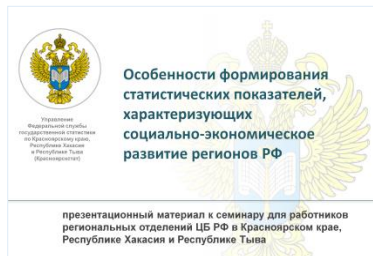 Управление
Федеральной службы
государственной статистики
по Красноярскому краю,
Республике Хакасия
и Республике Тыва
(Красноярскстат)
Особенности формирования
статистических показателей,
характеризующих
социально-экономическое
развитие регионов РФ
презентационный материал к семинару для работников
региональных отделений ЦБ РФ в Красноярском крае,
Республике Хакасия и Республике Тыва